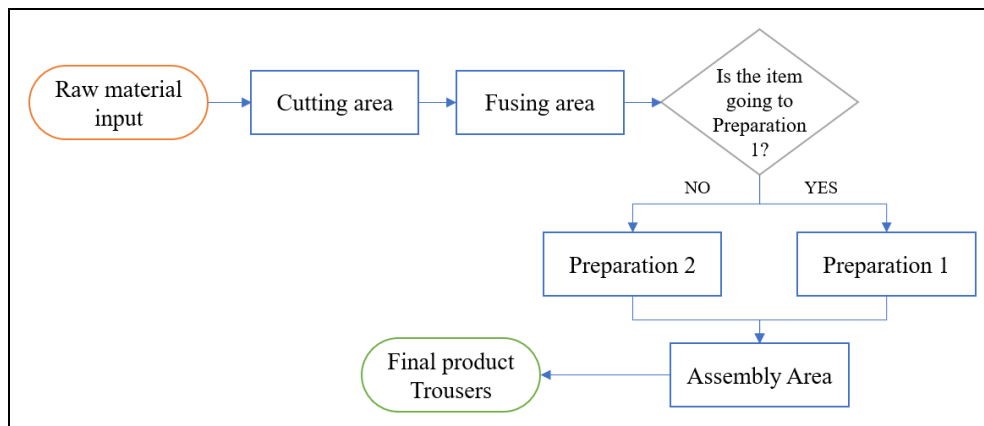 Raw material
input
Cutting area
Fusing area
Is the item
going to
Preparation
1?
NO
YES
Preparation 2
Preparation 1
Final product
Trousers
Assembly Area